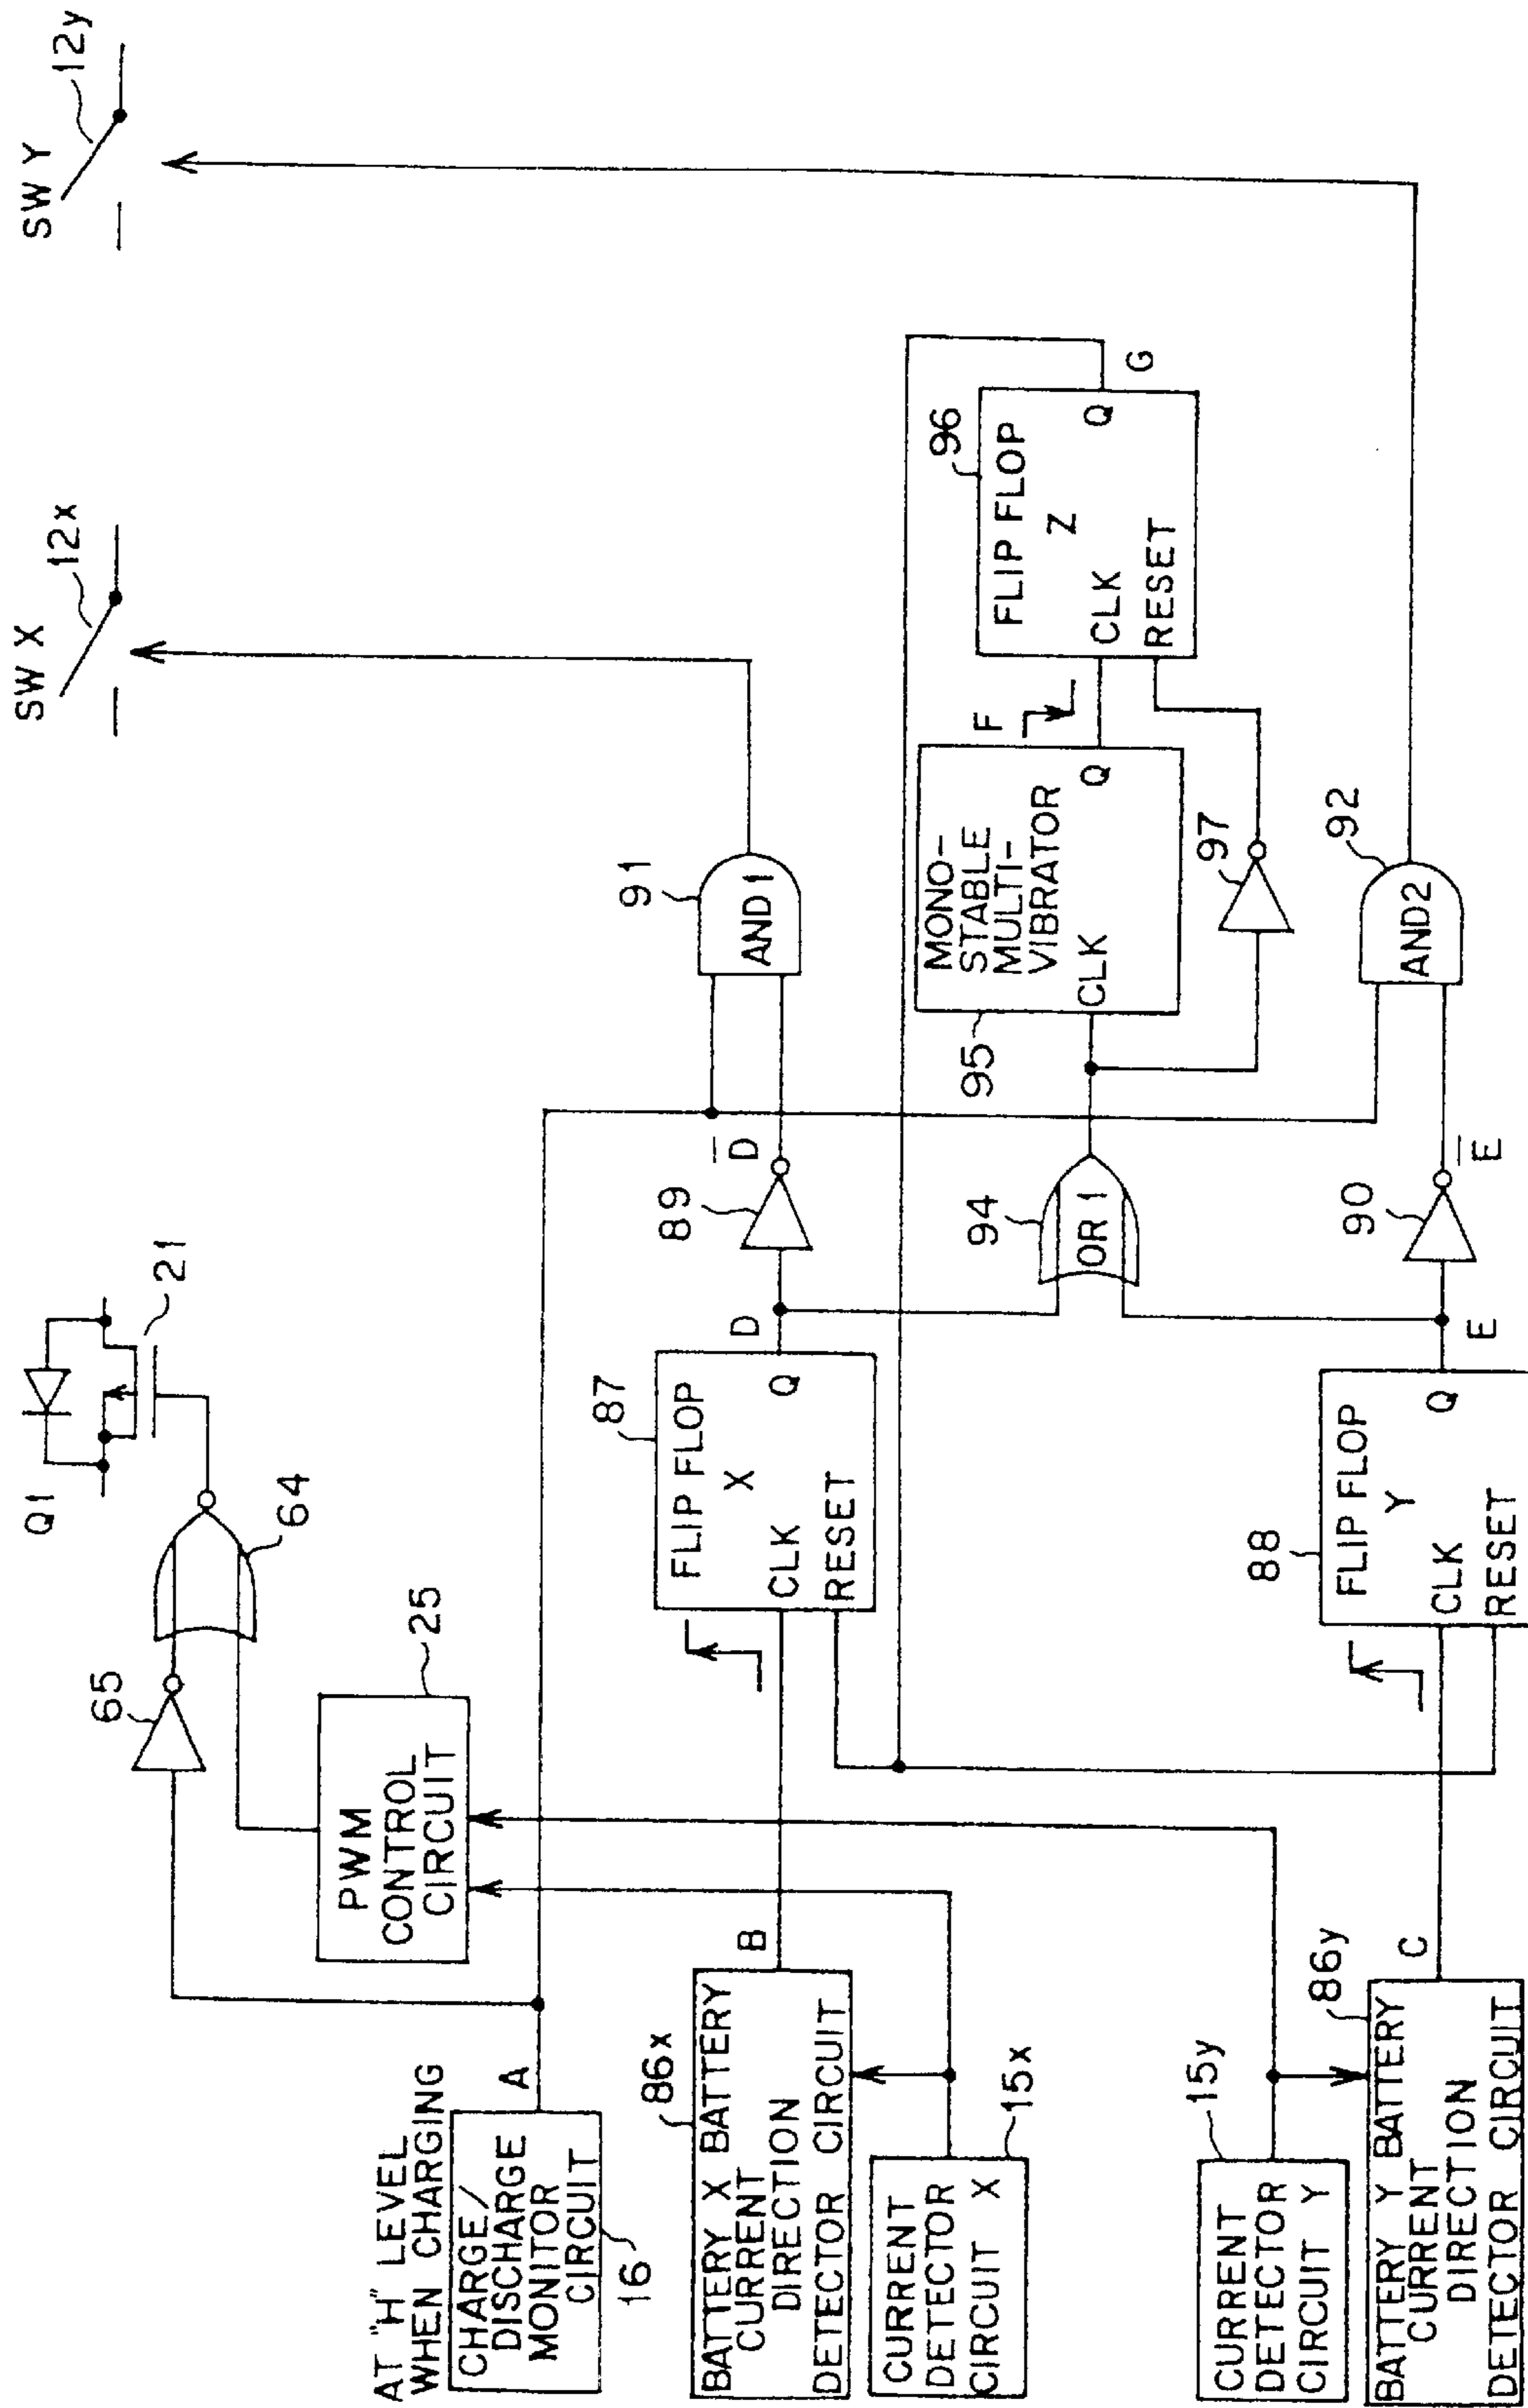 SW X
12x
SW Y
12y
Q1
21
65
64
PWM
CONTROL
CIRCUIT
25
AT "H" LEVEL
WHEN CHARGING
CHARGE/
DISCHARGE
MONITOR
CIRCUIT
16
A
BATTERY X BATTERY
CURRENT
DIRECTION
DETECTOR CIRCUIT
86x
B
CURRENT
DETECTOR
CIRCUIT X
15x
FLIP FLOP
X
CLK
Q
RESET
87
D
89
D̅
AND1
91
OR 1
94
MONO-
STABLE
MULTI-
VIBRATOR
CLK
Q
95
F
97
FLIP FLOP
Z
CLK
Q
RESET
96
G
CURRENT
DETECTOR
CIRCUIT Y
15y
BATTERY Y BATTERY
CURRENT
DIRECTION
DETECTOR CIRCUIT
86y
C
FLIP FLOP
Y
CLK
Q
RESET
88
E
90
E̅
AND2
92